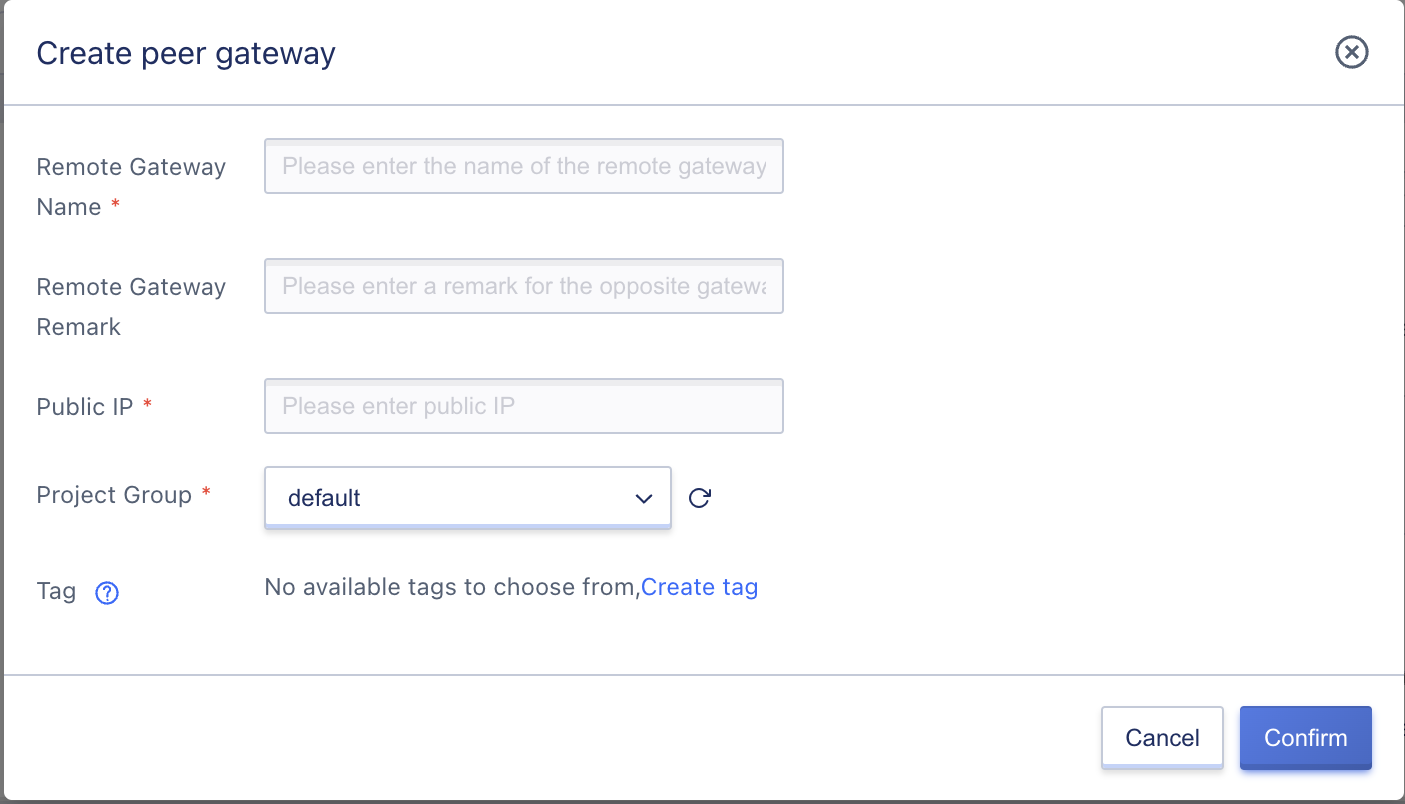 Create peer gateway
Remote Gateway
Name *
Please enter the name of the remote gateway
Remote Gateway
Remark
Please enter a remark for the opposite gatewa
Public IP *
Please enter public IP
Project Group *
default
Tag ?
No available tags to choose from,Create tag
Cancel
Confirm